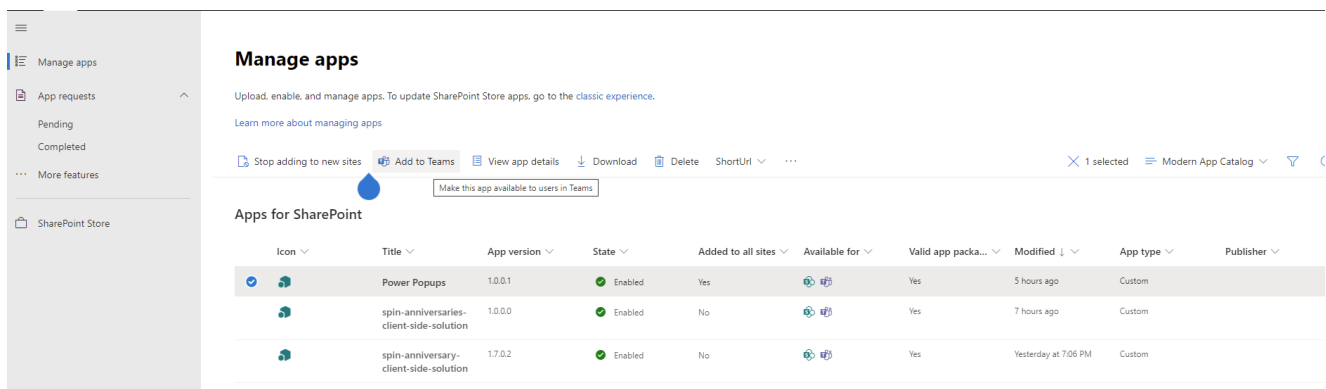 Manage apps
App requests
Pending
Completed
More features
SharePoint Store
Manage apps
Upload, enable, and manage apps. To update SharePoint Store apps, go to the classic experience.
Learn more about managing apps
Stop adding to new sites Add to Teams View app details Download Delete ShortUrl ··· 1 selected Modern App Catalog
Make this app available to users in Teams
Apps for SharePoint
Icon Title App version State Added to all sites Available for Valid app packa... Modified ↓ App type Publisher
Power Popups 1.0.0.1 Enabled Yes Yes 5 hours ago Custom
spin-anniversaries- 1.0.0.0 Enabled No Yes 7 hours ago Custom
client-side-solution
spin-anniversary- 1.7.0.2 Enabled No Yes Yesterday at 7:06 PM Custom
client-side-solution